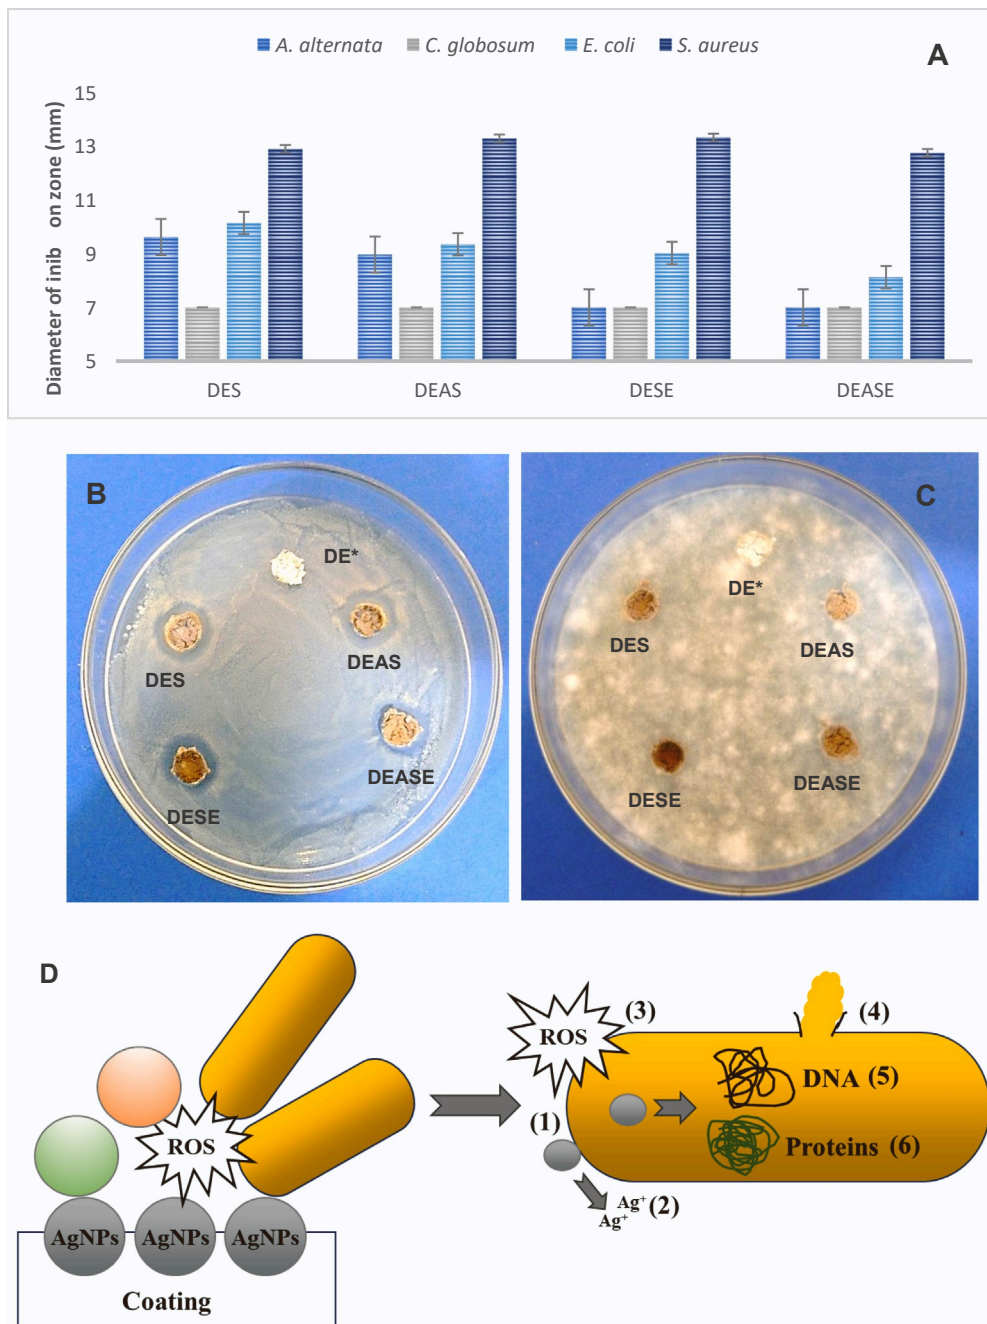 A. alternata C. globosum E. coli S. aureus
A
Diameter of inib on zone (mm)
15
13
11
9
7
5
DES DEAS DESE DEASE
B
DE*
DES
DEAS
DEASE
DESE
C
DE*
DES
DEAS
DESE
DEASE
D
ROS
AgNPs AgNPs AgNPs
Coating
ROS
(3)
(4)
DNA (5)
(1)
Proteins (6)
Ag⁺ (2)
Ag⁺